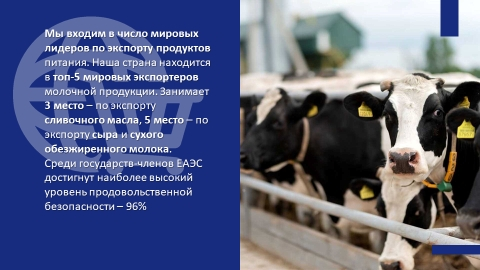 Мы входим в число мировых
лидеров по экспорту продуктов
питания. Наша страна находится
в топ-5 мировых экспортеров
молочной продукции. Занимает
3 место – по экспорту
сливочного масла, 5 место – по
экспорту сыра и сухого
обезжиренного молока.
Среди государств-членов ЕАЭС
достигнут наиболее высокий
уровень продовольственной
безопасности – 96%